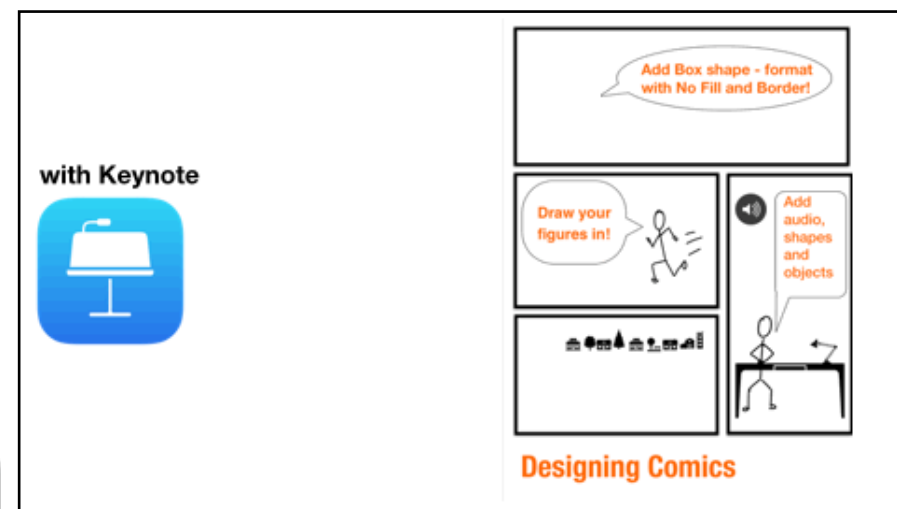 with Keynote
Add Box shape - format
with No Fill and Border!
Draw your
figures in!
Add
audio,
shapes
and
objects
Designing Comics